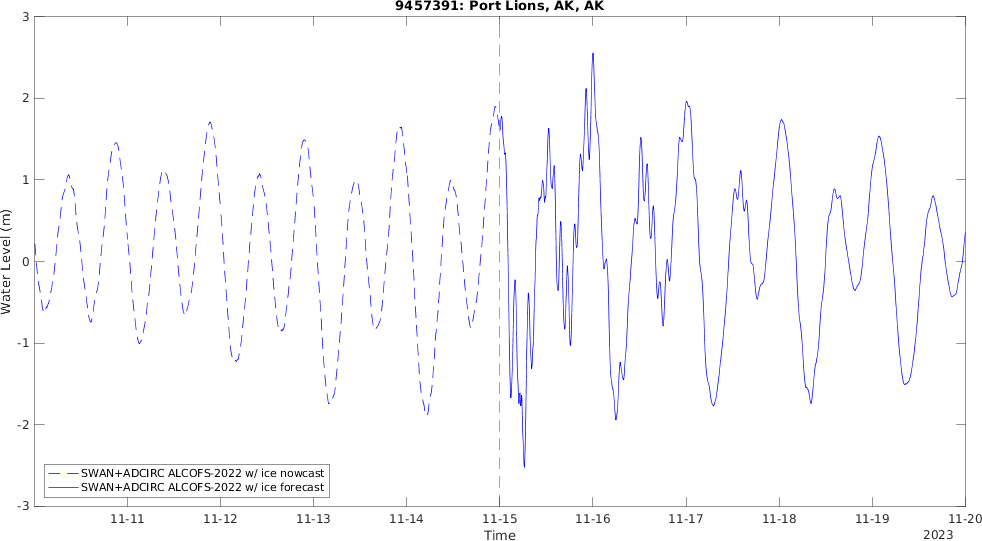 9457391: Port Lions, AK, AK
3
2
1
0
-1
-2
-3
Water Level (m)
SWAN+ADCIRC ALCOFS-2022 w/ ice nowcast
SWAN+ADCIRC ALCOFS-2022 w/ ice forecast
11-11 11-12 11-13 11-14 11-15 11-16 11-17 11-18 11-19 11-20
Time
2023